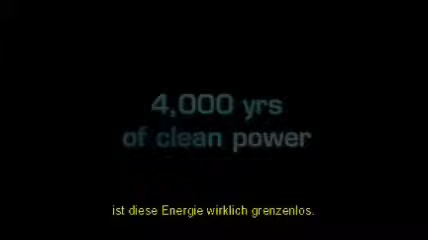 4,000 yrs
of clean power
ist diese Energie wirklich grenzenlos.